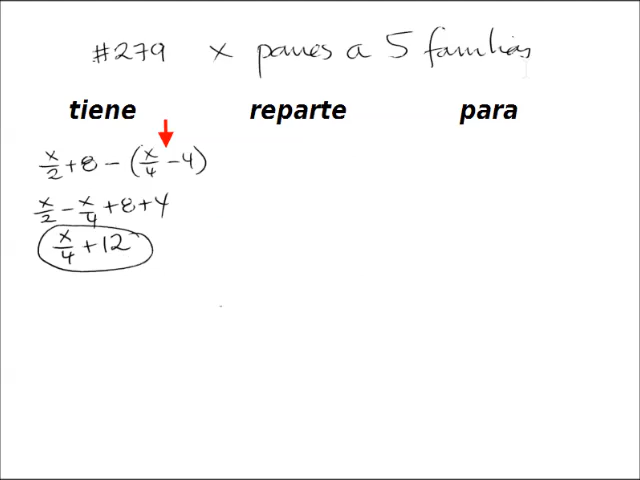 #279 x panes a 5 familias
tiene reparte para
x/2 + 8 - (x/4 - 4)
x/2 - x/4 + 8 + 4
x/4 + 12